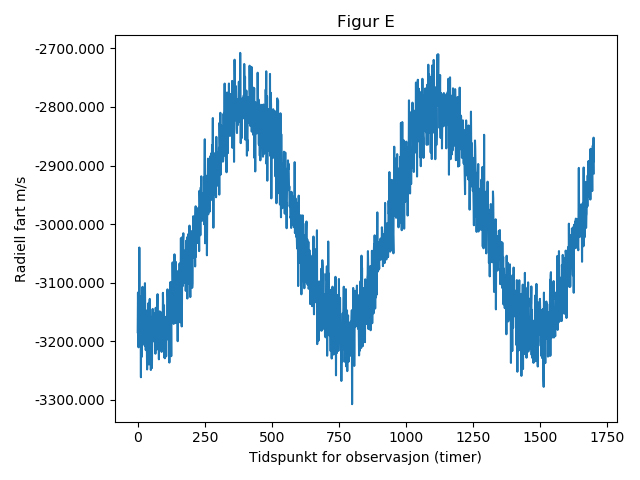 Figur E
-2700.000
-2800.000
-2900.000
-3000.000
-3100.000
-3200.000
-3300.000
Radiell fart m/s
0 250 500 750 1000 1250 1500 1750
Tidspunkt for observasjon (timer)